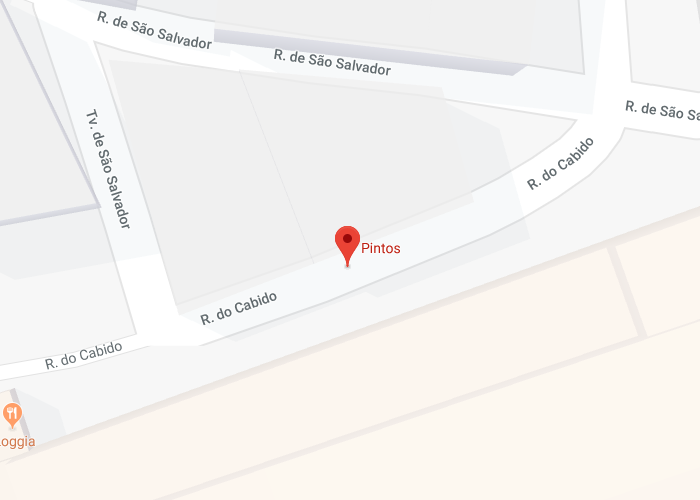 R. de São Salvador
R. de São Salvador
R. de São Sa
Tv. de São Salvador
R. do Cabido
Pintos
R. do Cabido
R. do Cabido
oggia